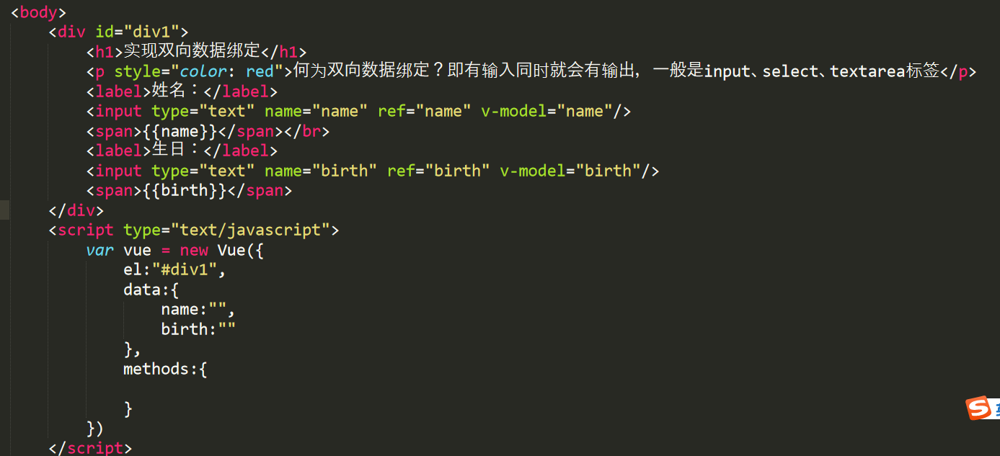 <body>
<div id="div1">
<h1>实现双向数据绑定</h1>
<p style="color: red">何为双向数据绑定？即有输入同时就会有输出，一般是input、select、textarea标签</p>
<label>姓名：</label>
<input type="text" name="name" ref="name" v-model="name"/>
<span>{{name}}</span></br>
<label>生日：</label>
<input type="text" name="birth" ref="birth" v-model="birth"/>
<span>{{birth}}</span>
</div>
<script type="text/javascript">
var vue = new Vue({
el:"#div1",
data:{
name:"",
birth:""
},
methods:{
}
})
</script>
S